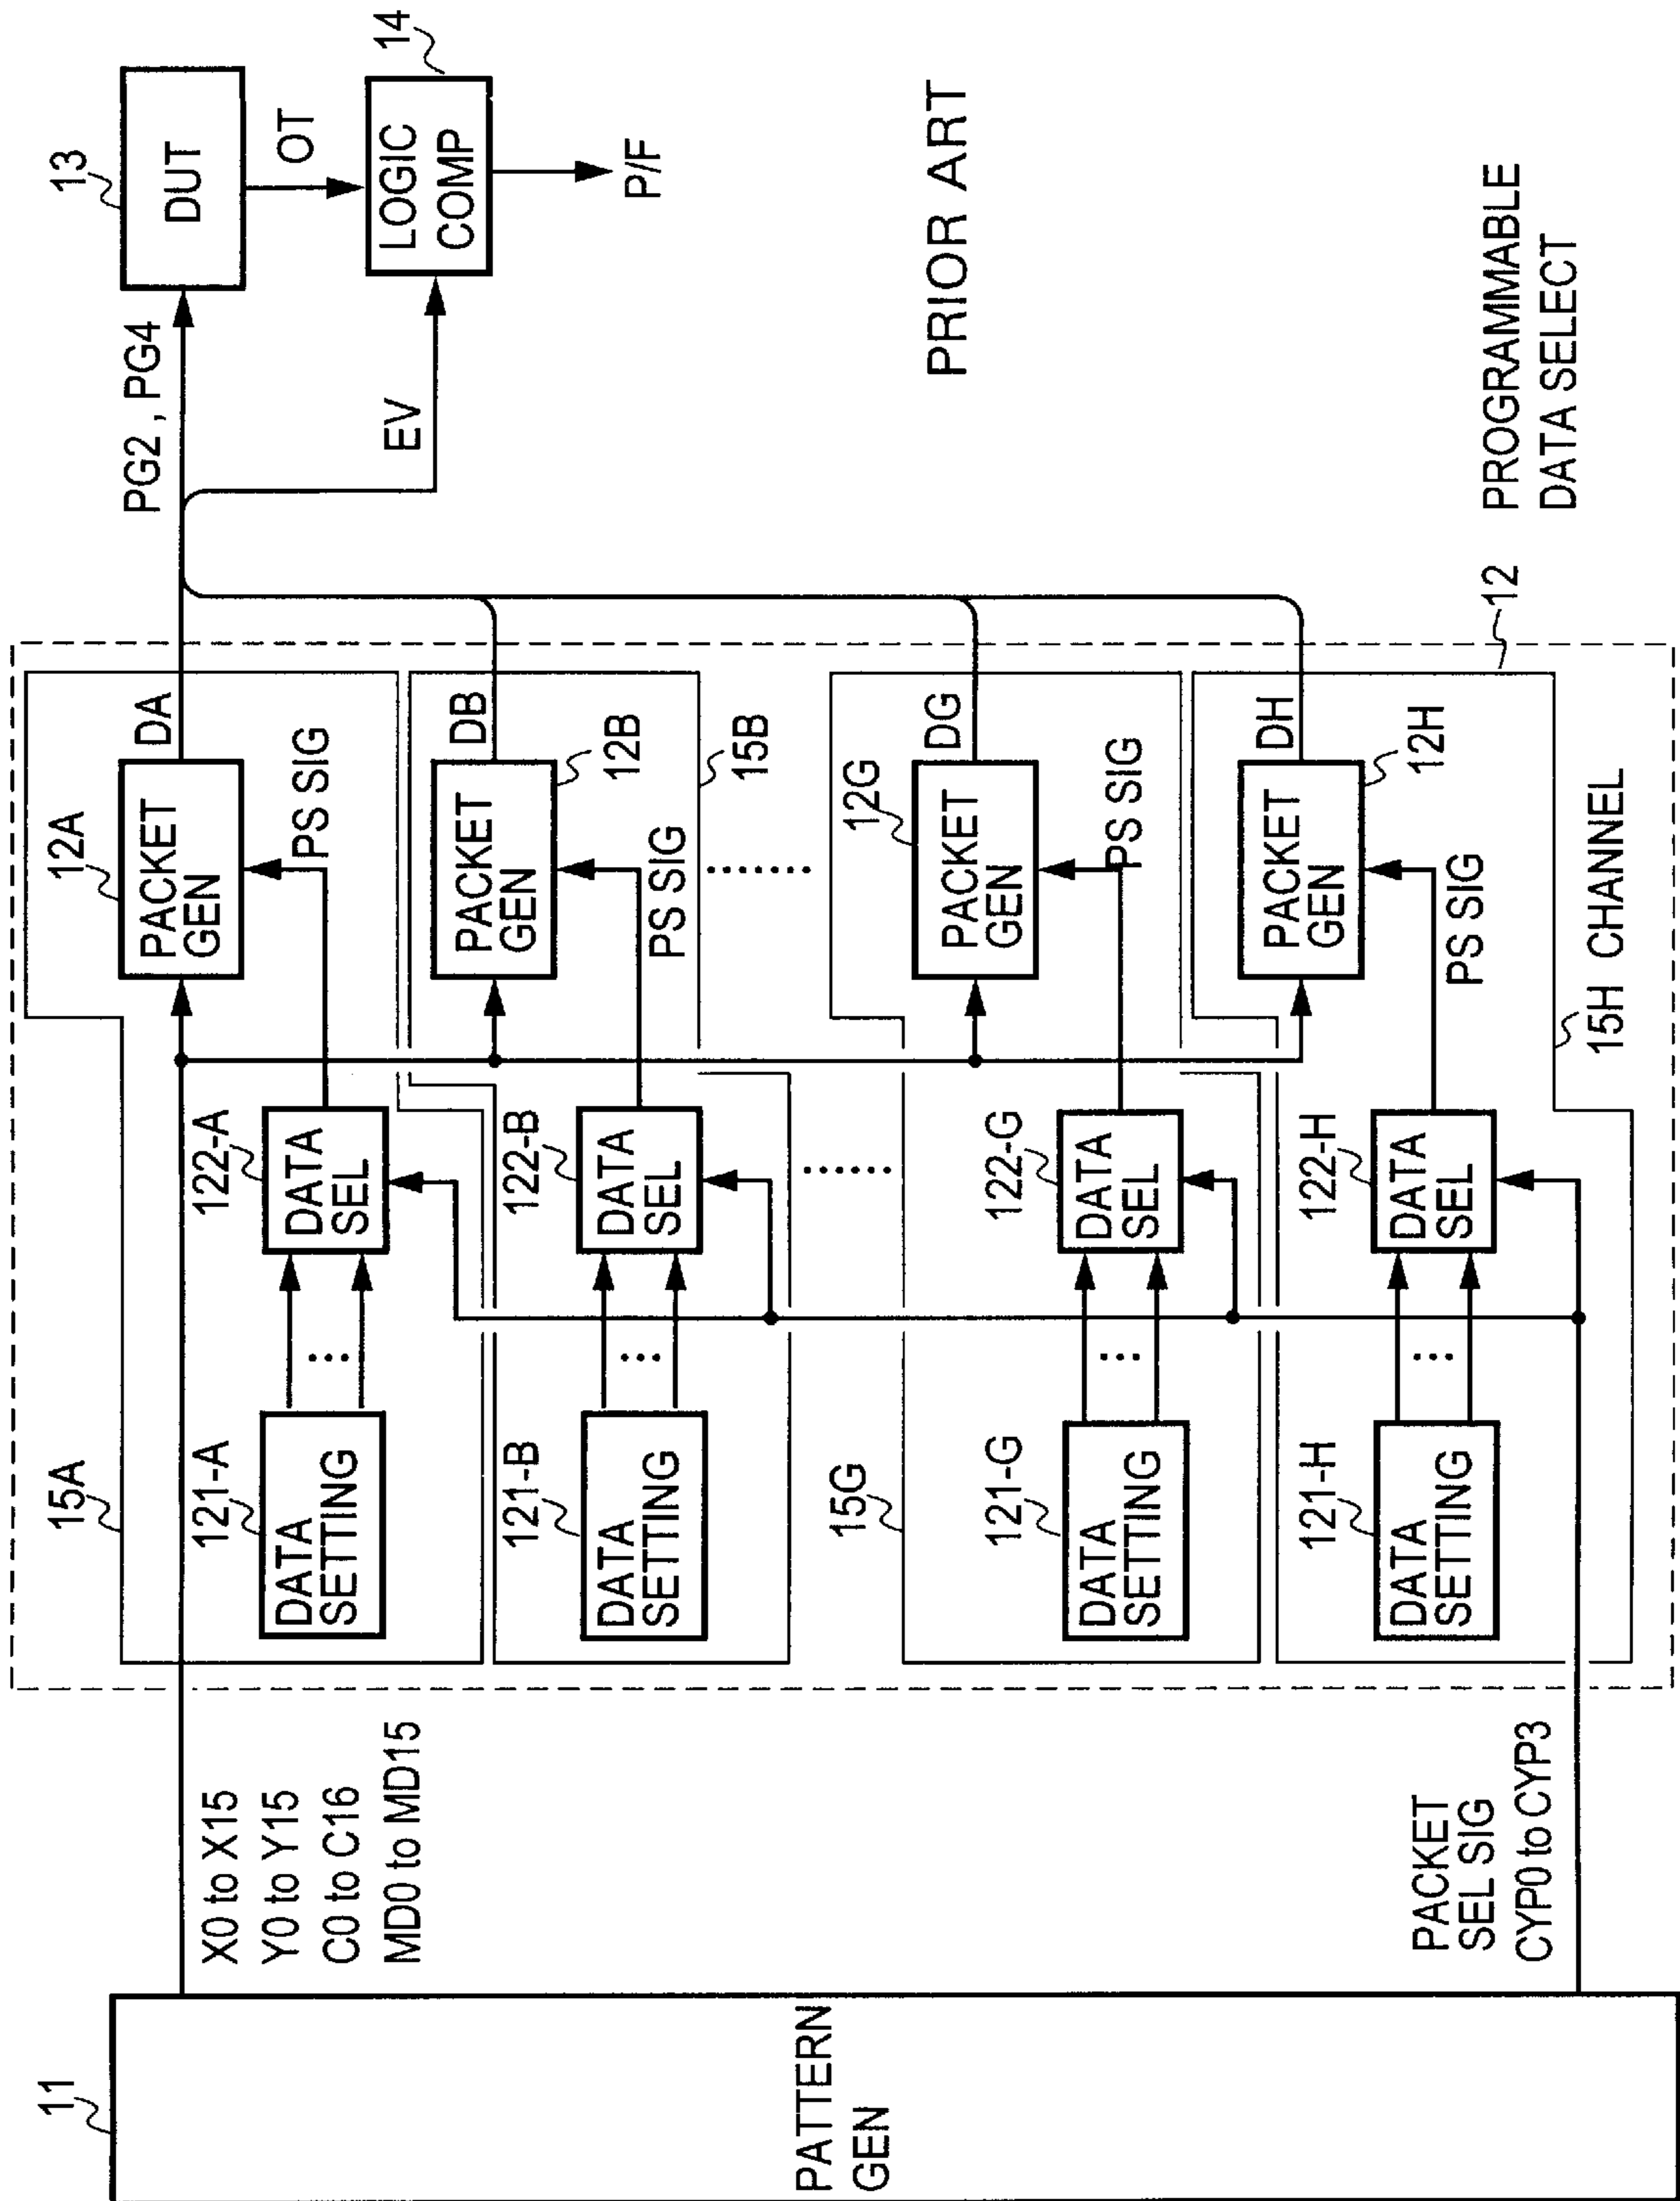 11
PATTERN
GEN
X0 to X15
Y0 to Y15
C0 to C16
MD0 to MD15
PACKET
SEL SIG
CYP0 to CYP3
15A
121-A
DATA
SETTING
122-A
DATA
SEL
12A
PACKET
GEN
PS SIG
DA
121-B
DATA
SETTING
122-B
DATA
SEL
PACKET
GEN
12B
PS SIG
DB
15B
15G
121-G
DATA
SETTING
122-G
DATA
SEL
12G
PACKET
GEN
PS SIG
DG
121-H
DATA
SETTING
122-H
DATA
SEL
PACKET
GEN
12H
PS SIG
DH
15H CHANNEL
12
PROGRAMMABLE
DATA SELECT
PG2 , PG4
EV
13
DUT
OT
14
LOGIC
COMP
P/F
PRIOR ART